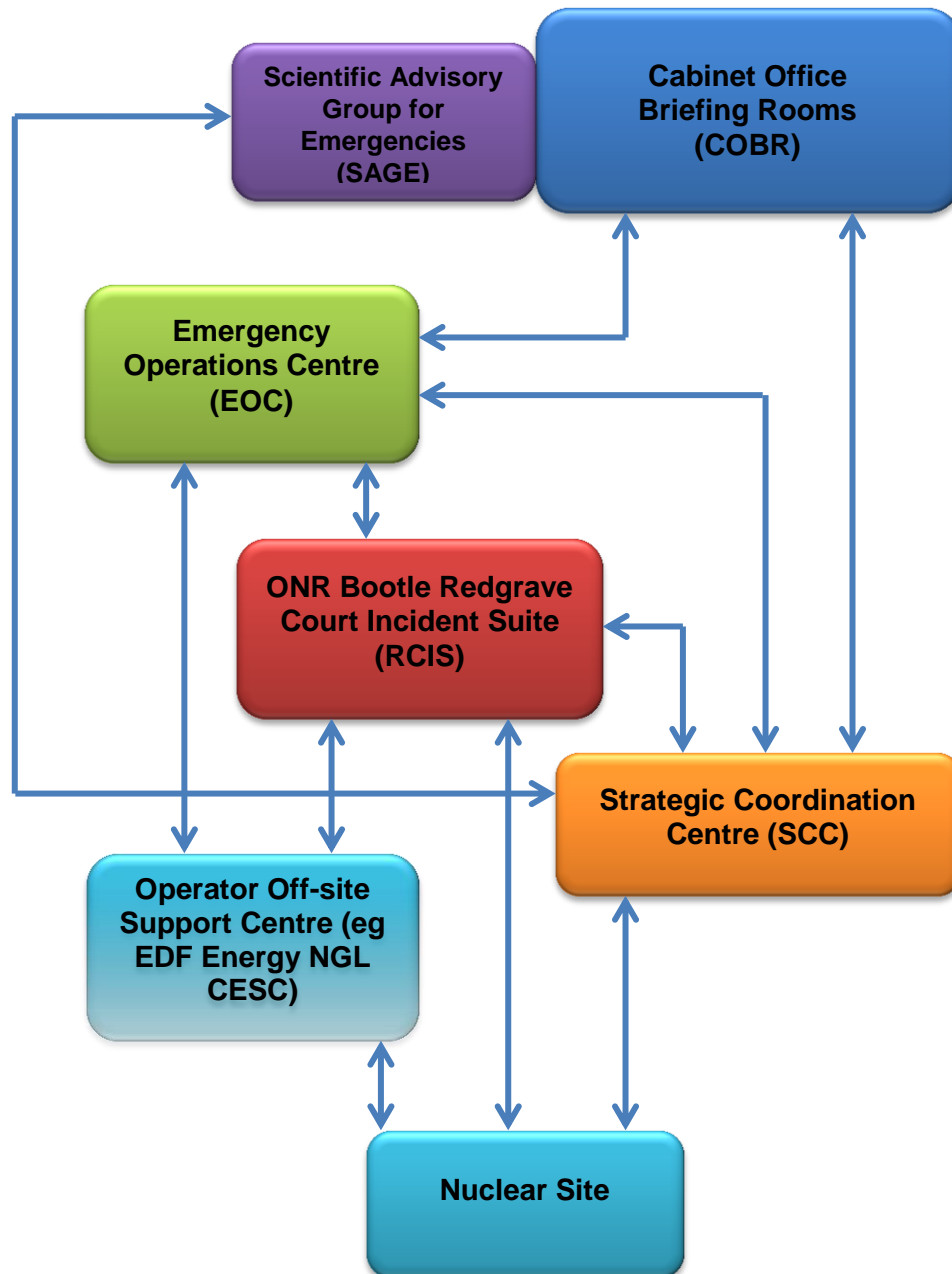 Scientific Advisory
Group for
Emergencies
(SAGE)
Cabinet Office
Briefing Rooms
(COBR)
Emergency
Operations Centre
(EOC)
ONR Bootle Redgrave
Court Incident Suite
(RCIS)
Strategic Coordination
Centre (SCC)
Operator Off-site
Support Centre (eg
EDF Energy NGL
CESC)
Nuclear Site